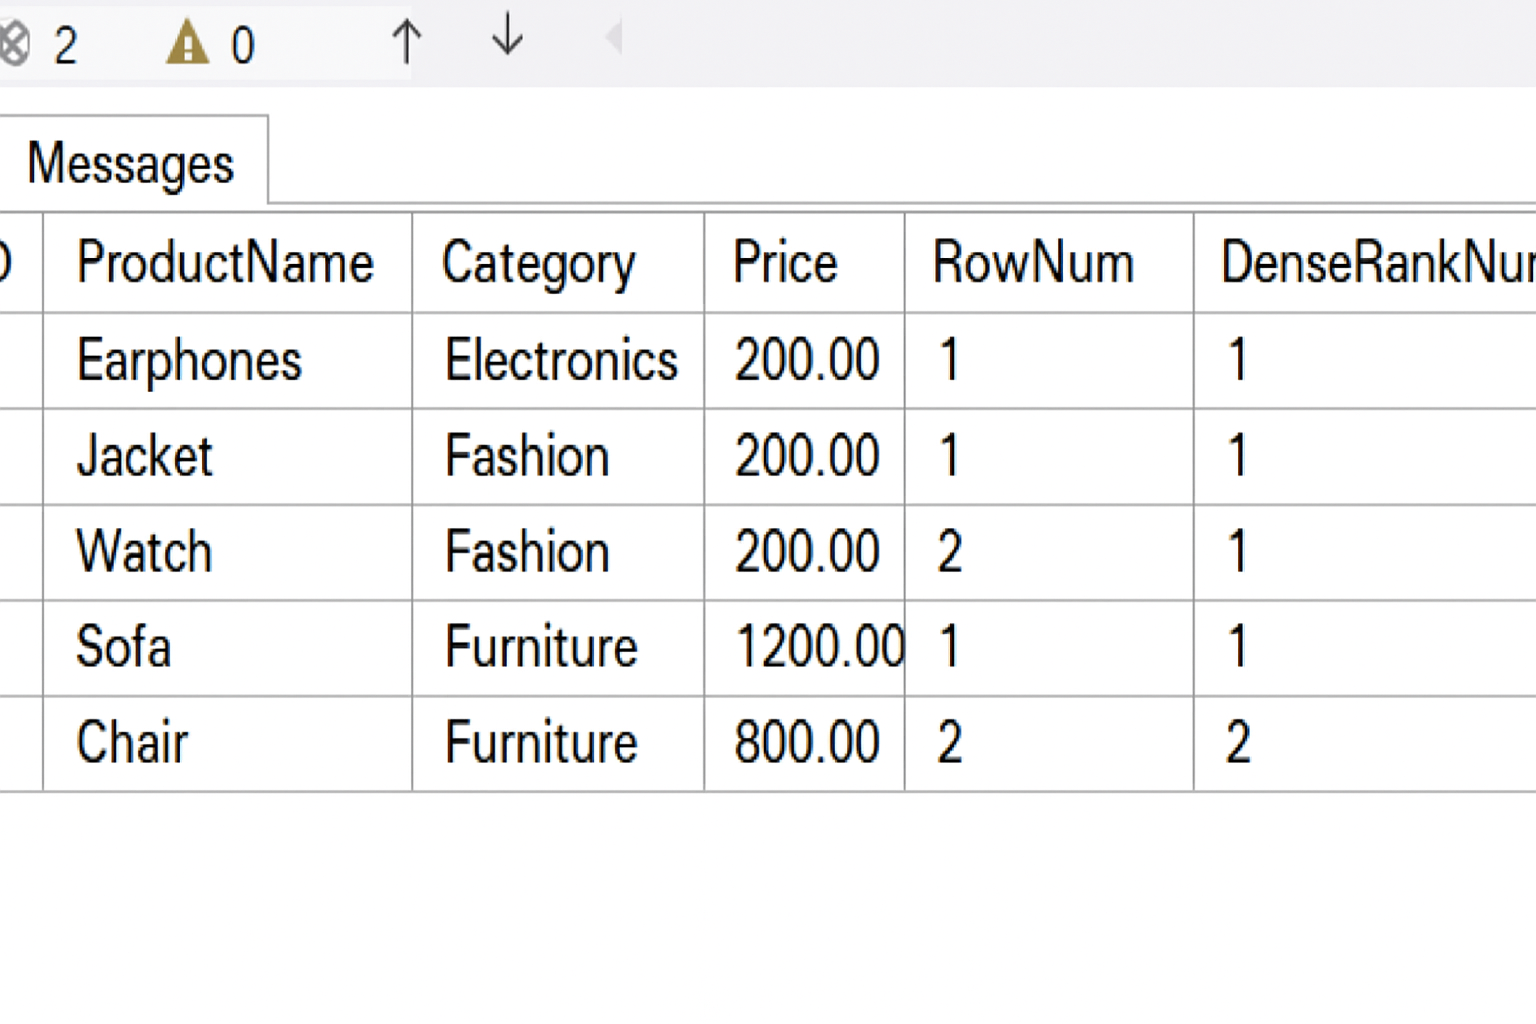 2 0
Messages
ProductName Category Price RowNum
Earphones Electronics 200.00 1 1
Jacket Fashion 200.00 1 1
Watch Fashion 200.00 2 1
Sofa Furniture 1200.00 1 1
Chair Furniture 800.00 2 2